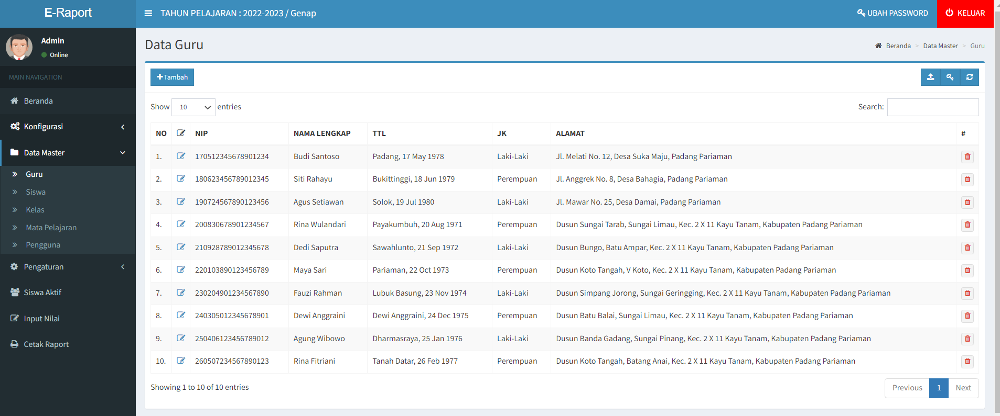 E-Raport
TAHUN PELAJARAN : 2022-2023 / Genap
UBAH PASSWORD
KELUAR
Admin
Online
MAIN NAVIGATION
Beranda
Konfigurasi
Data Master
Guru
Siswa
Kelas
Mata Pelajaran
Pengguna
Pengaturan
Siswa Aktif
Input Nilai
Cetak Raport
Data Guru
Beranda > Data Master > Guru
Tambah
Show 10 entries
Search:
NO NIP NAMA LENGKAP TTL JK ALAMAT #
1. 170512345678901234 Budi Santoso Padang, 17 May 1978 Laki-Laki Jl. Melati No. 12, Desa Suka Maju, Padang Pariaman
2. 180623456789012345 Siti Rahayu Bukittinggi, 18 Jun 1979 Perempuan Jl. Anggrek No. 8, Desa Bahagia, Padang Pariaman
3. 190724567890123456 Agus Setiawan Solok, 19 Jul 1980 Laki-Laki Jl. Mawar No. 25, Desa Damai, Padang Pariaman
4. 200830678901234567 Rina Wulandari Payakumbuh, 20 Aug 1971 Perempuan Dusun Sungai Tarab, Sungai Limau, Kec. 2 X 11 Kayu Tanam, Kabupaten Padang Pariaman
5. 210928789012345678 Dedi Saputra Sawahlunto, 21 Sep 1972 Laki-Laki Dusun Bungo, Batu Ampar, Kec. 2 X 11 Kayu Tanam, Kabupaten Padang Pariaman
6. 220103890123456789 Maya Sari Pariaman, 22 Oct 1973 Perempuan Dusun Koto Tangah, V Koto, Kec. 2 X 11 Kayu Tanam, Kabupaten Padang Pariaman
7. 230204901234567890 Fauzi Rahman Lubuk Basung, 23 Nov 1974 Laki-Laki Dusun Simpang Jorong, Sungai Geringging, Kec. 2 X 11 Kayu Tanam, Kabupaten Padang Pariaman
8. 240305012345678901 Dewi Anggraini Dewi Anggraini, 24 Dec 1975 Perempuan Dusun Batu Balai, Sungai Limau, Kec. 2 X 11 Kayu Tanam, Kabupaten Padang Pariaman
9. 250406123456789012 Agung Wibowo Dharmasraya, 25 Jan 1976 Laki-Laki Dusun Banda Gadang, Sungai Pinang, Kec. 2 X 11 Kayu Tanam, Kabupaten Padang Pariaman
10. 260507234567890123 Rina Fitriani Tanah Datar, 26 Feb 1977 Perempuan Dusun Koto Tangah, Batang Anai, Kec. 2 X 11 Kayu Tanam, Kabupaten Padang Pariaman
Showing 1 to 10 of 10 entries
Previous 1 Next